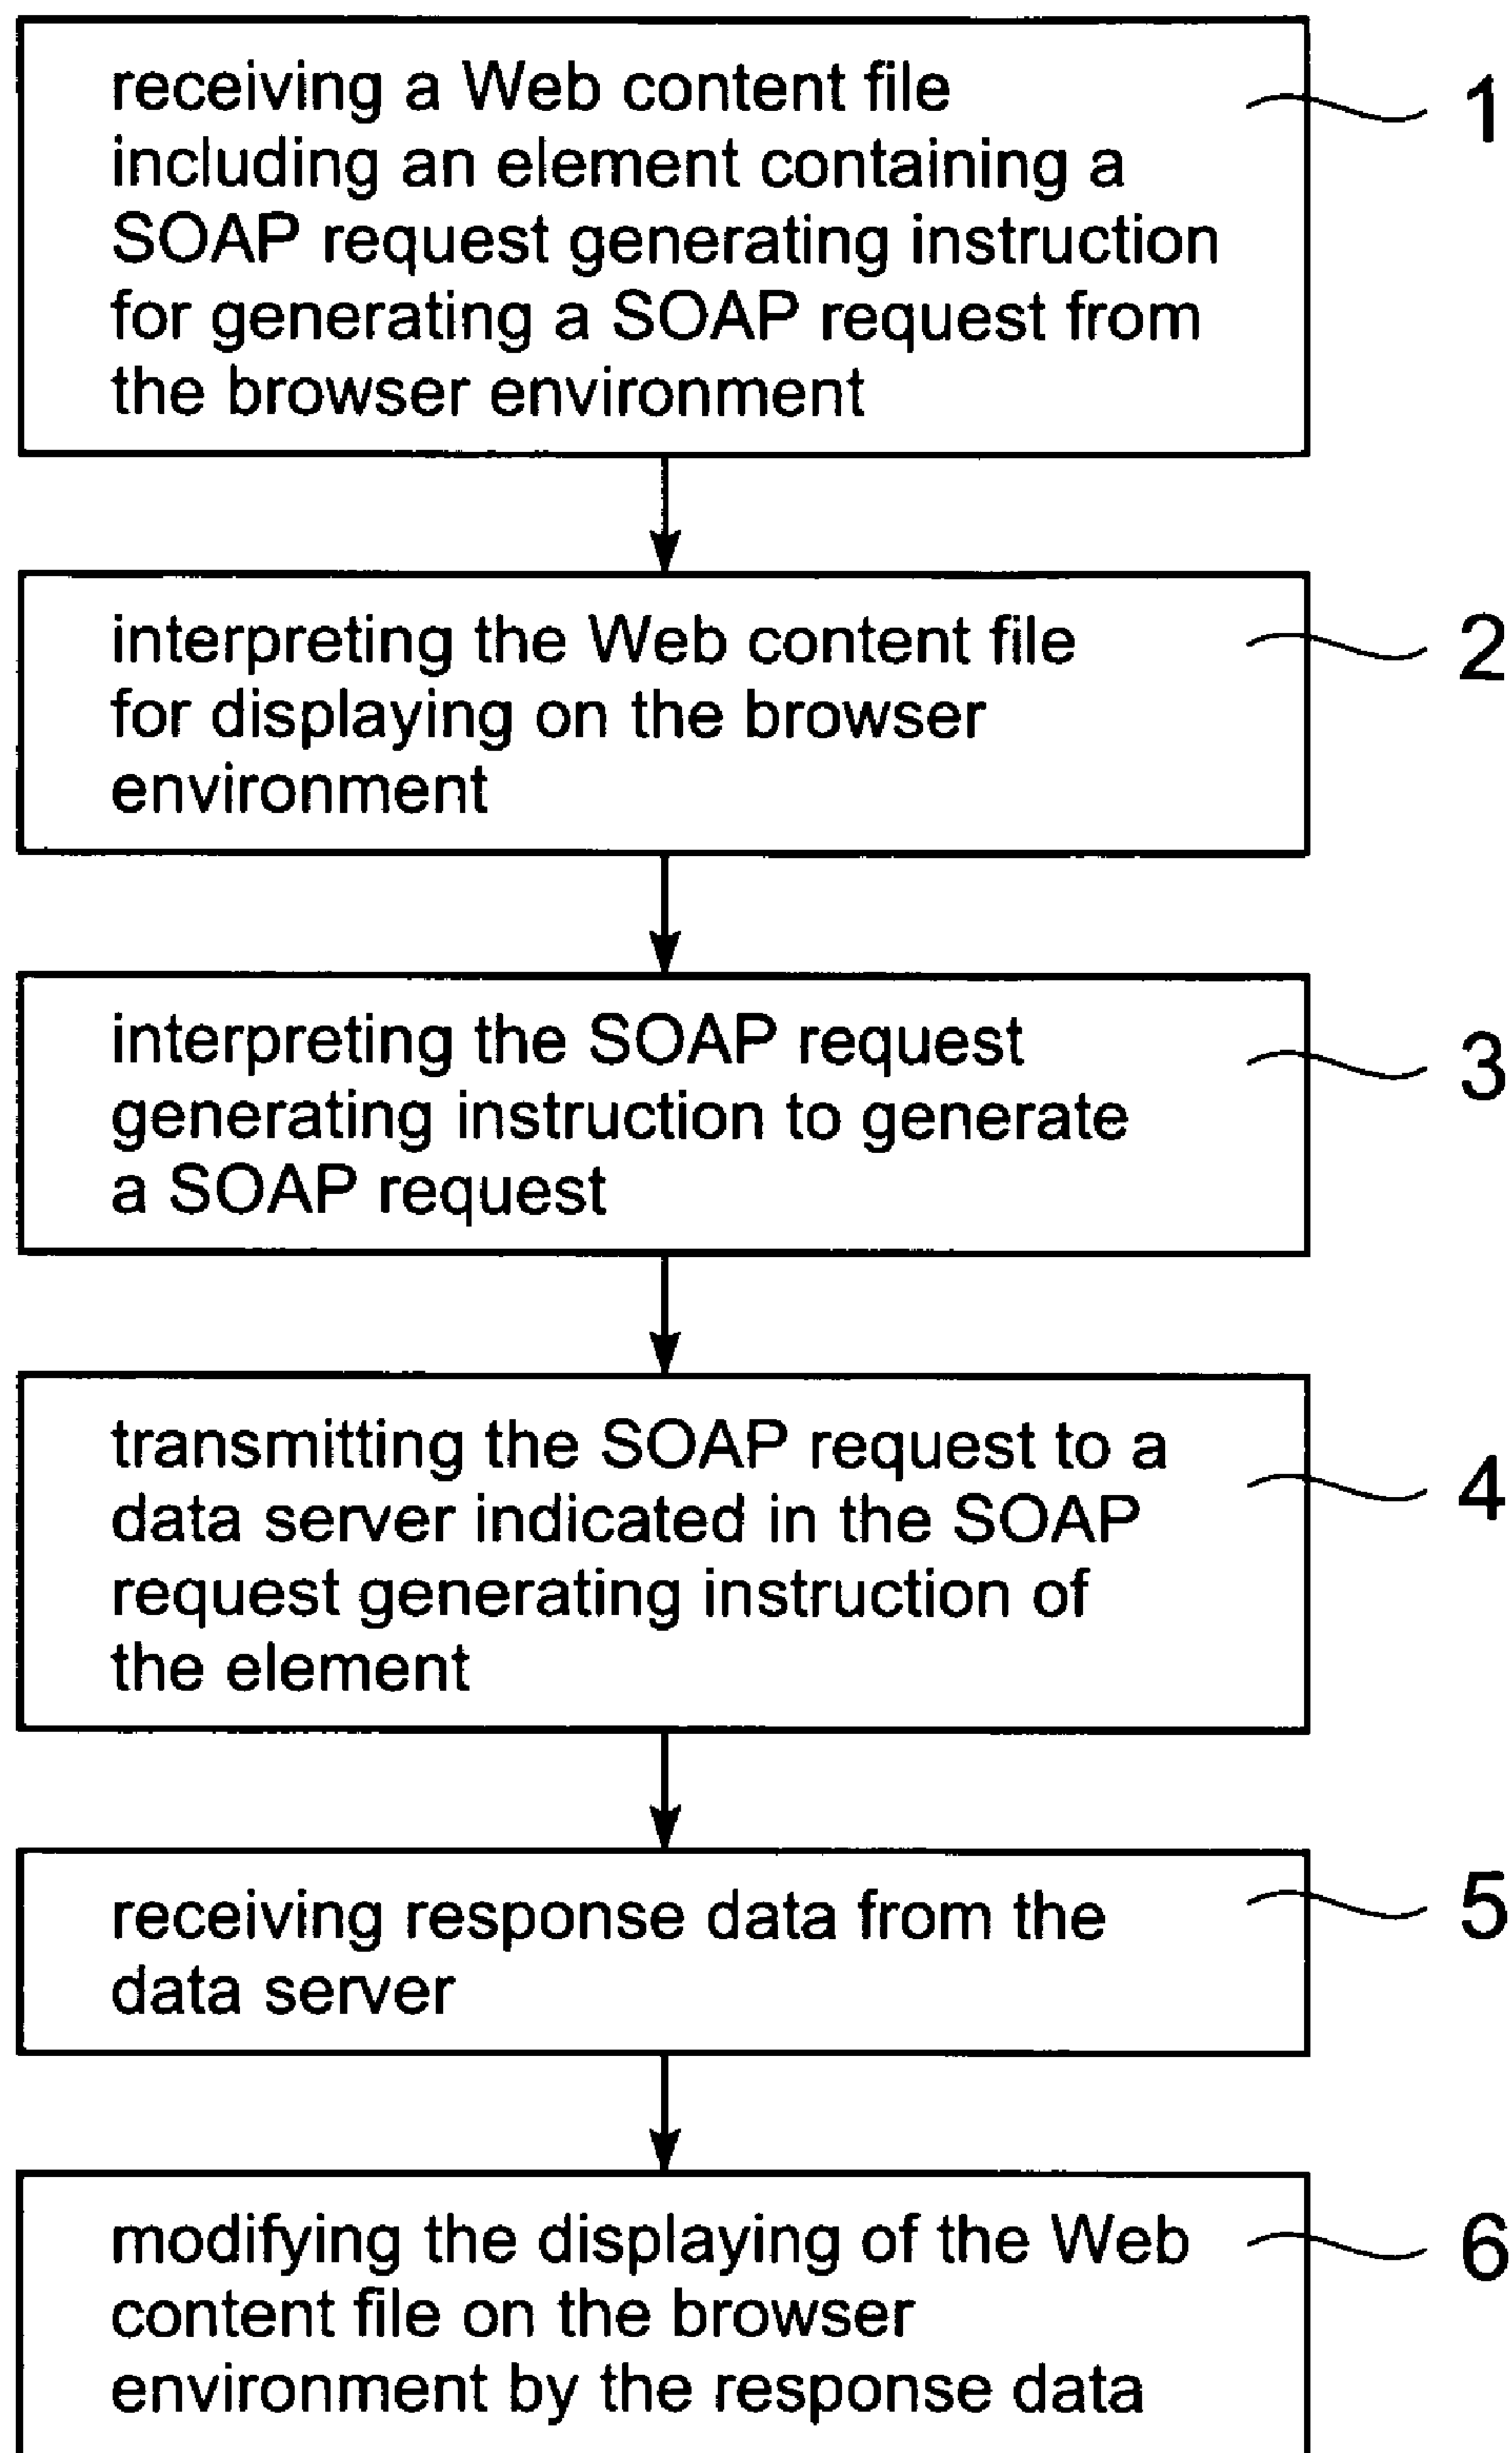 receiving a Web content file
including an element containing a
SOAP request generating instruction
for generating a SOAP request from
the browser environment
1
interpreting the Web content file
for displaying on the browser
environment
2
interpreting the SOAP request
generating instruction to generate
a SOAP request
3
transmitting the SOAP request to a
data server indicated in the SOAP
request generating instruction of
the element
4
receiving response data from the
data server
5
modifying the displaying of the Web
content file on the browser
environment by the response data
6